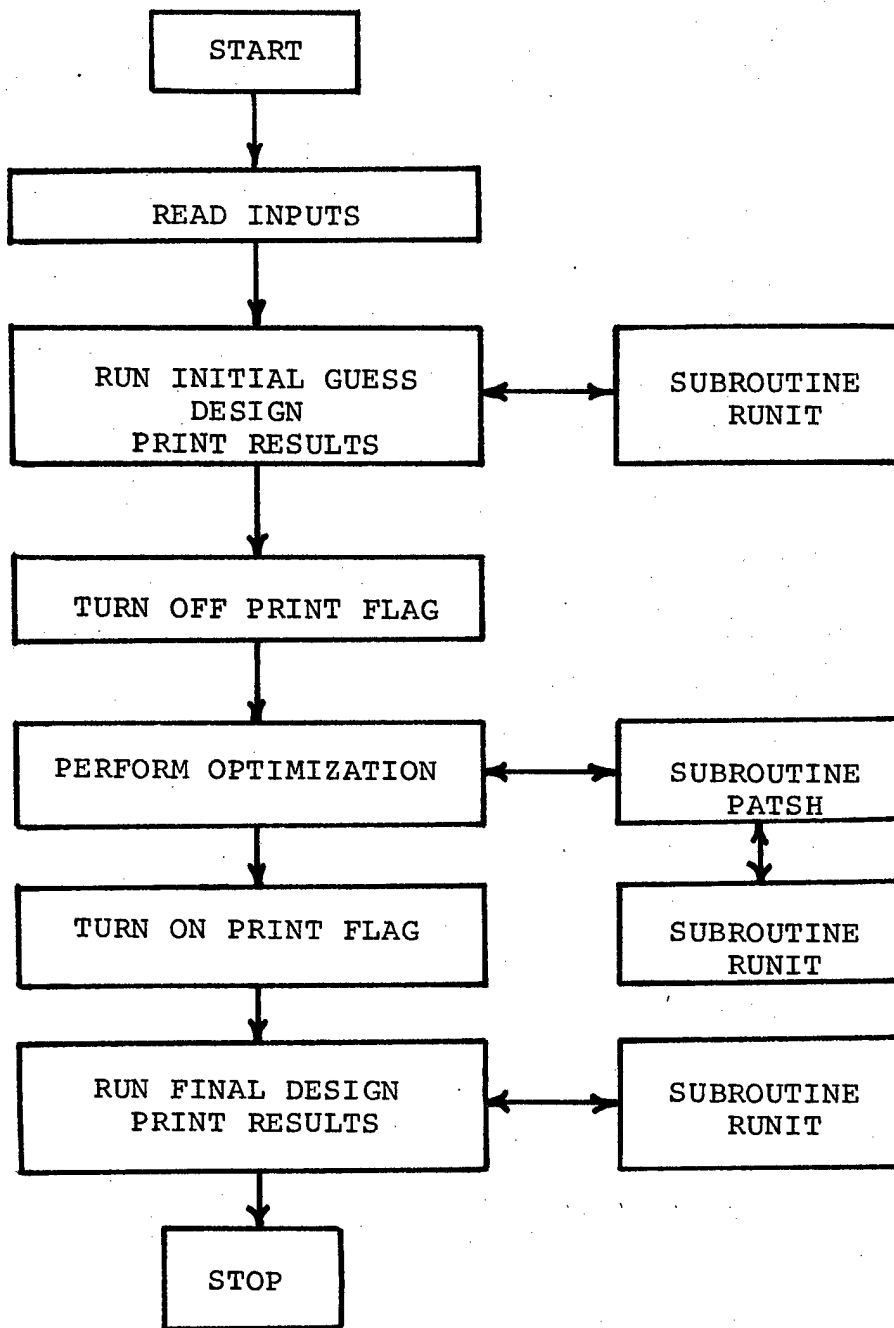 START
READ INPUTS
RUN INITIAL GUESS
DESIGN
PRINT RESULTS
SUBROUTINE
RUNIT
TURN OFF PRINT FLAG
PERFORM OPTIMIZATION
SUBROUTINE
PATSH
TURN ON PRINT FLAG
SUBROUTINE
RUNIT
RUN FINAL DESIGN
PRINT RESULTS
SUBROUTINE
RUNIT
STOP